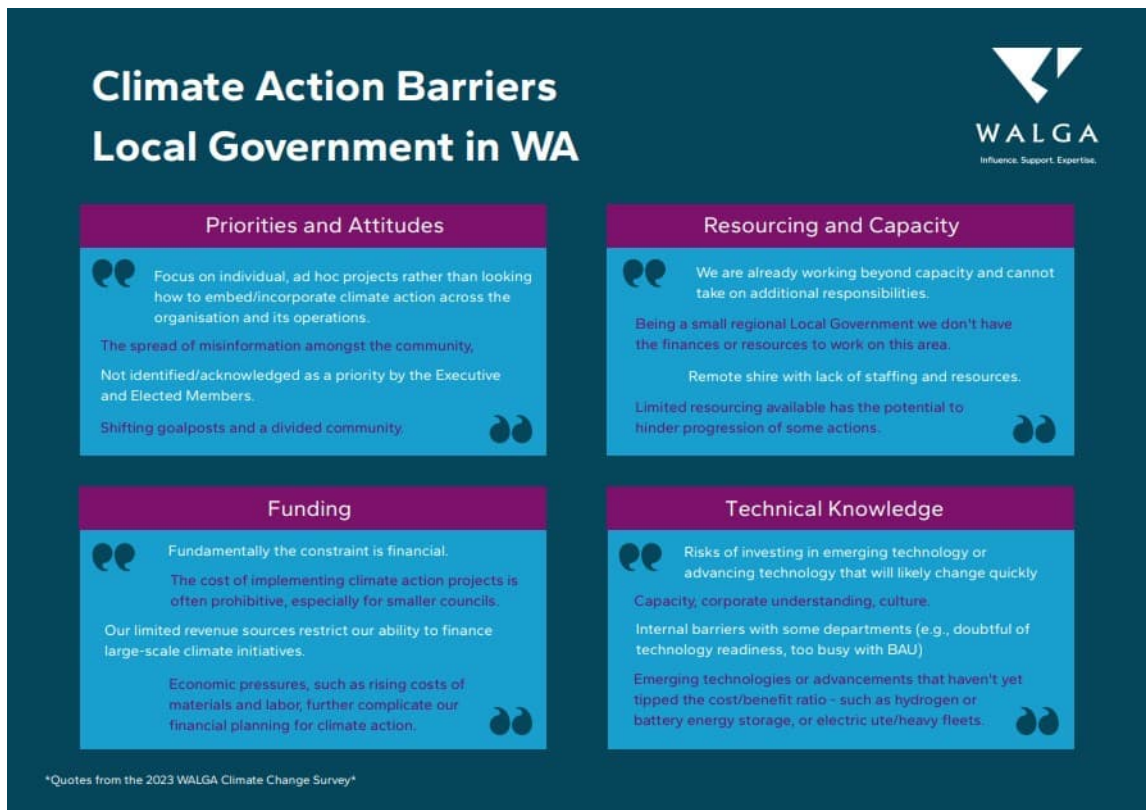 Climate Action Barriers
Local Government in WA
WALGA
Influence. Support. Expertise.
Priorities and Attitudes
Focus on individual, ad hoc projects rather than looking
how to embed/incorporate climate action across the
organisation and its operations.
The spread of misinformation amongst the community,
Not identified/acknowledged as a priority by the Executive
and Elected Members.
Shifting goalposts and a divided community.
Resourcing and Capacity
We are already working beyond capacity and cannot
take on additional responsibilities.
Being a small regional Local Government we don't have
the finances or resources to work on this area.
Remote shire with lack of staffing and resources.
Limited resourcing available has the potential to
hinder progression of some actions.
Funding
Fundamentally the constraint is financial.
The cost of implementing climate action projects is
often prohibitive, especially for smaller councils.
Our limited revenue sources restrict our ability to finance
large-scale climate initiatives.
Economic pressures, such as rising costs of
materials and labor, further complicate our
financial planning for climate action.
Technical Knowledge
Risks of investing in emerging technology or
advancing technology that will likely change quickly
Capacity, corporate understanding, culture.
Internal barriers with some departments (e.g., doubtful of
technology readiness, too busy with BAU)
Emerging technologies or advancements that haven't yet
tipped the cost/benefit ratio - such as hydrogen or
battery energy storage, or electric ute/heavy fleets.
*Quotes from the 2023 WALGA Climate Change Survey*